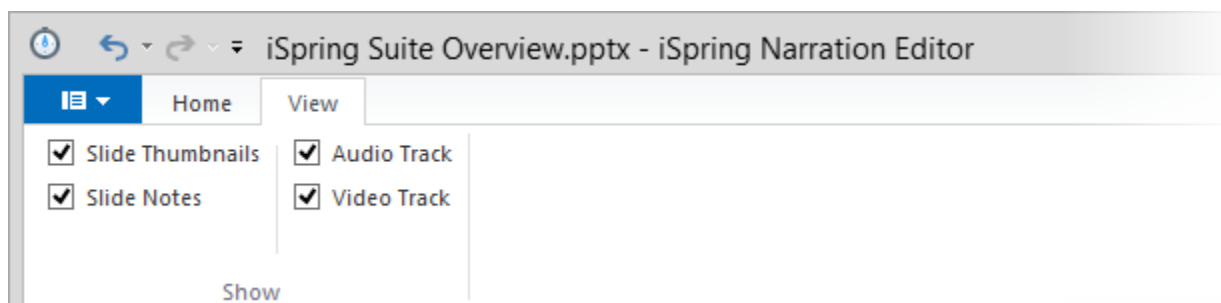 iSpring Suite Overview.pptx - iSpring Narration Editor
Home View
Slide Thumbnails Audio Track
Slide Notes Video Track
Show